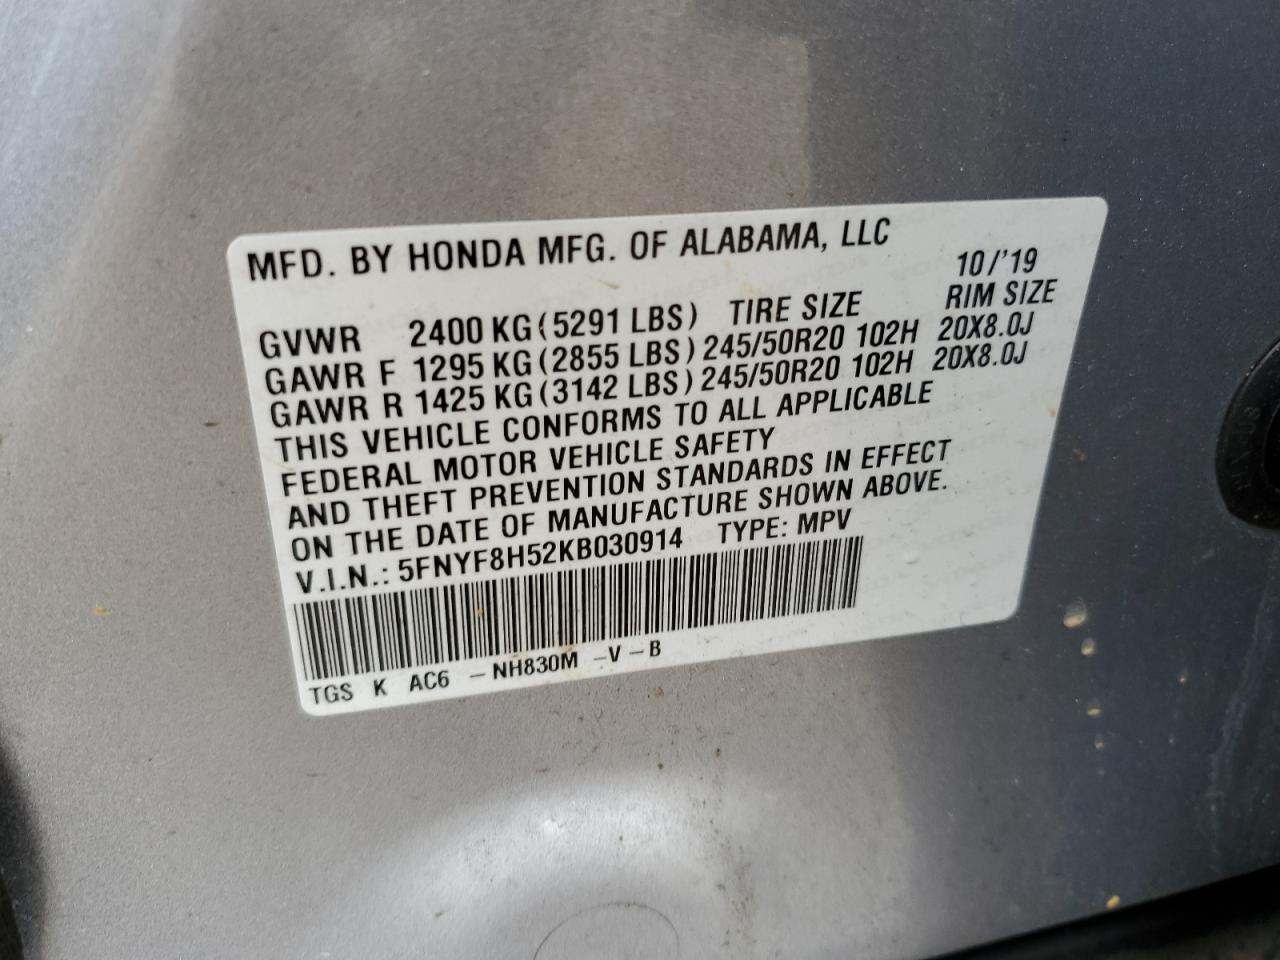 MFD. BY HONDA MFG. OF ALABAMA, LLC
10/'19
GVWR 2400 KG (5291 LBS) TIRE SIZE RIM SIZE
GAWR F 1295 KG (2855 LBS) 245/50R20 102H 20X8.0J
GAWR R 1425 KG (3142 LBS) 245/50R20 102H 20X8.0J
THIS VEHICLE CONFORMS TO ALL APPLICABLE
FEDERAL MOTOR VEHICLE SAFETY
AND THEFT PREVENTION STANDARDS IN EFFECT
ON THE DATE OF MANUFACTURE SHOWN ABOVE.
V.I.N.: 5FNYF8H52KB030914 TYPE: MPV
TGS K AC6 -NH830M -V-B